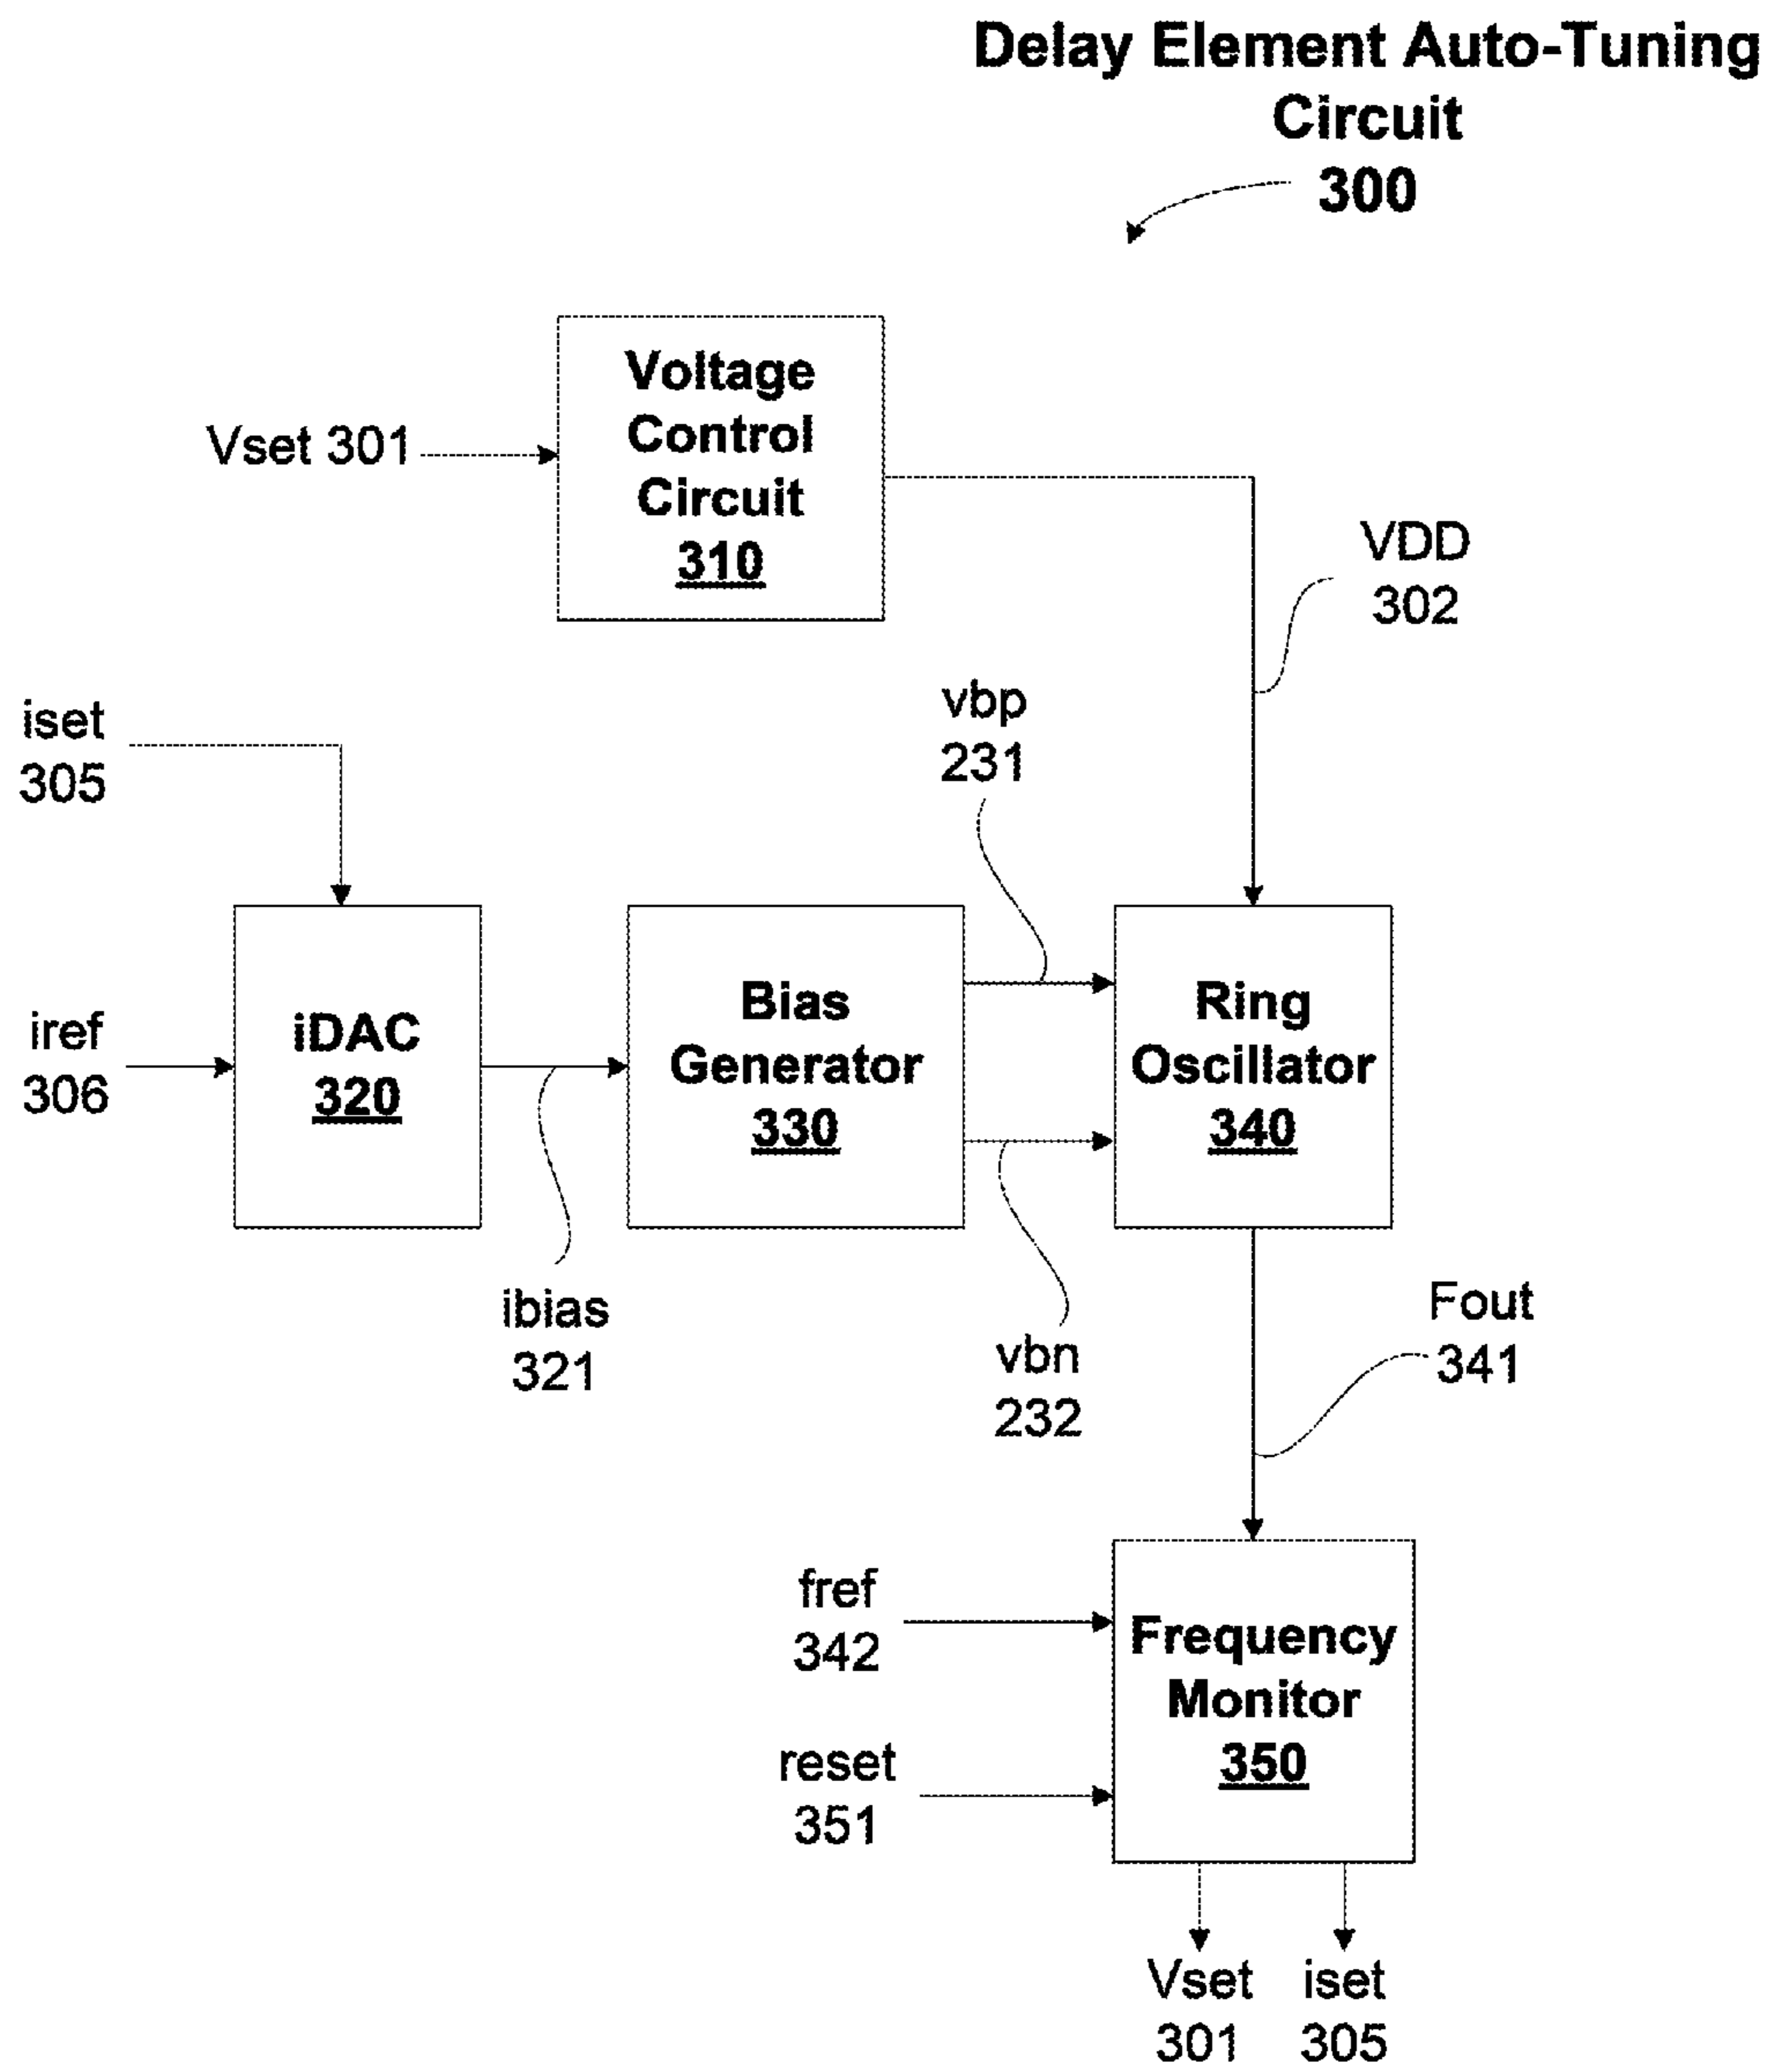 Delay Element Auto-Tuning
Circuit
300
Voltage
Control
Circuit
310
Vset 301
VDD
302
vbp
231
iset
305
iref
306
iDAC
320
Bias
Generator
330
Ring
Oscillator
340
ibias
321
vbn
232
Fout
341
fref
342
reset
351
Frequency
Monitor
350
Vset
301
iset
305